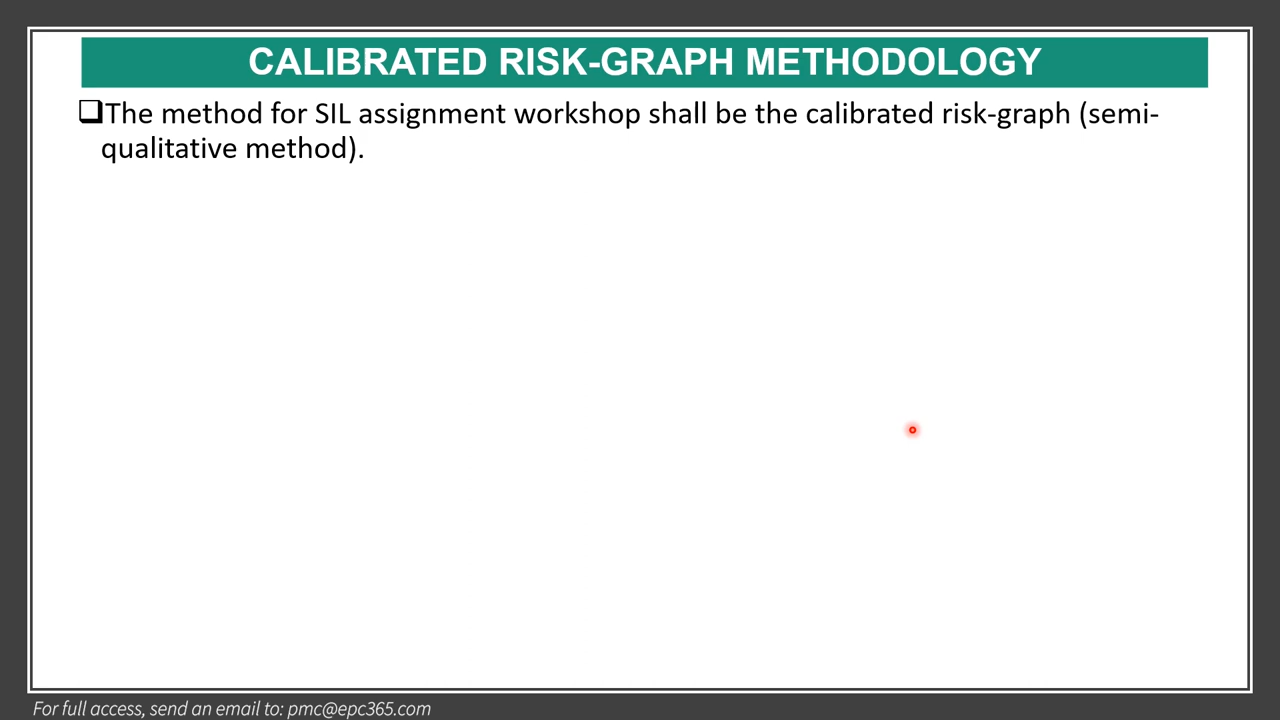 CALIBRATED RISK-GRAPH METHODOLOGY
The method for SIL assignment workshop shall be the calibrated risk-graph (semi-
qualitative method).
For full access, send an email to: pmc@epc365.com